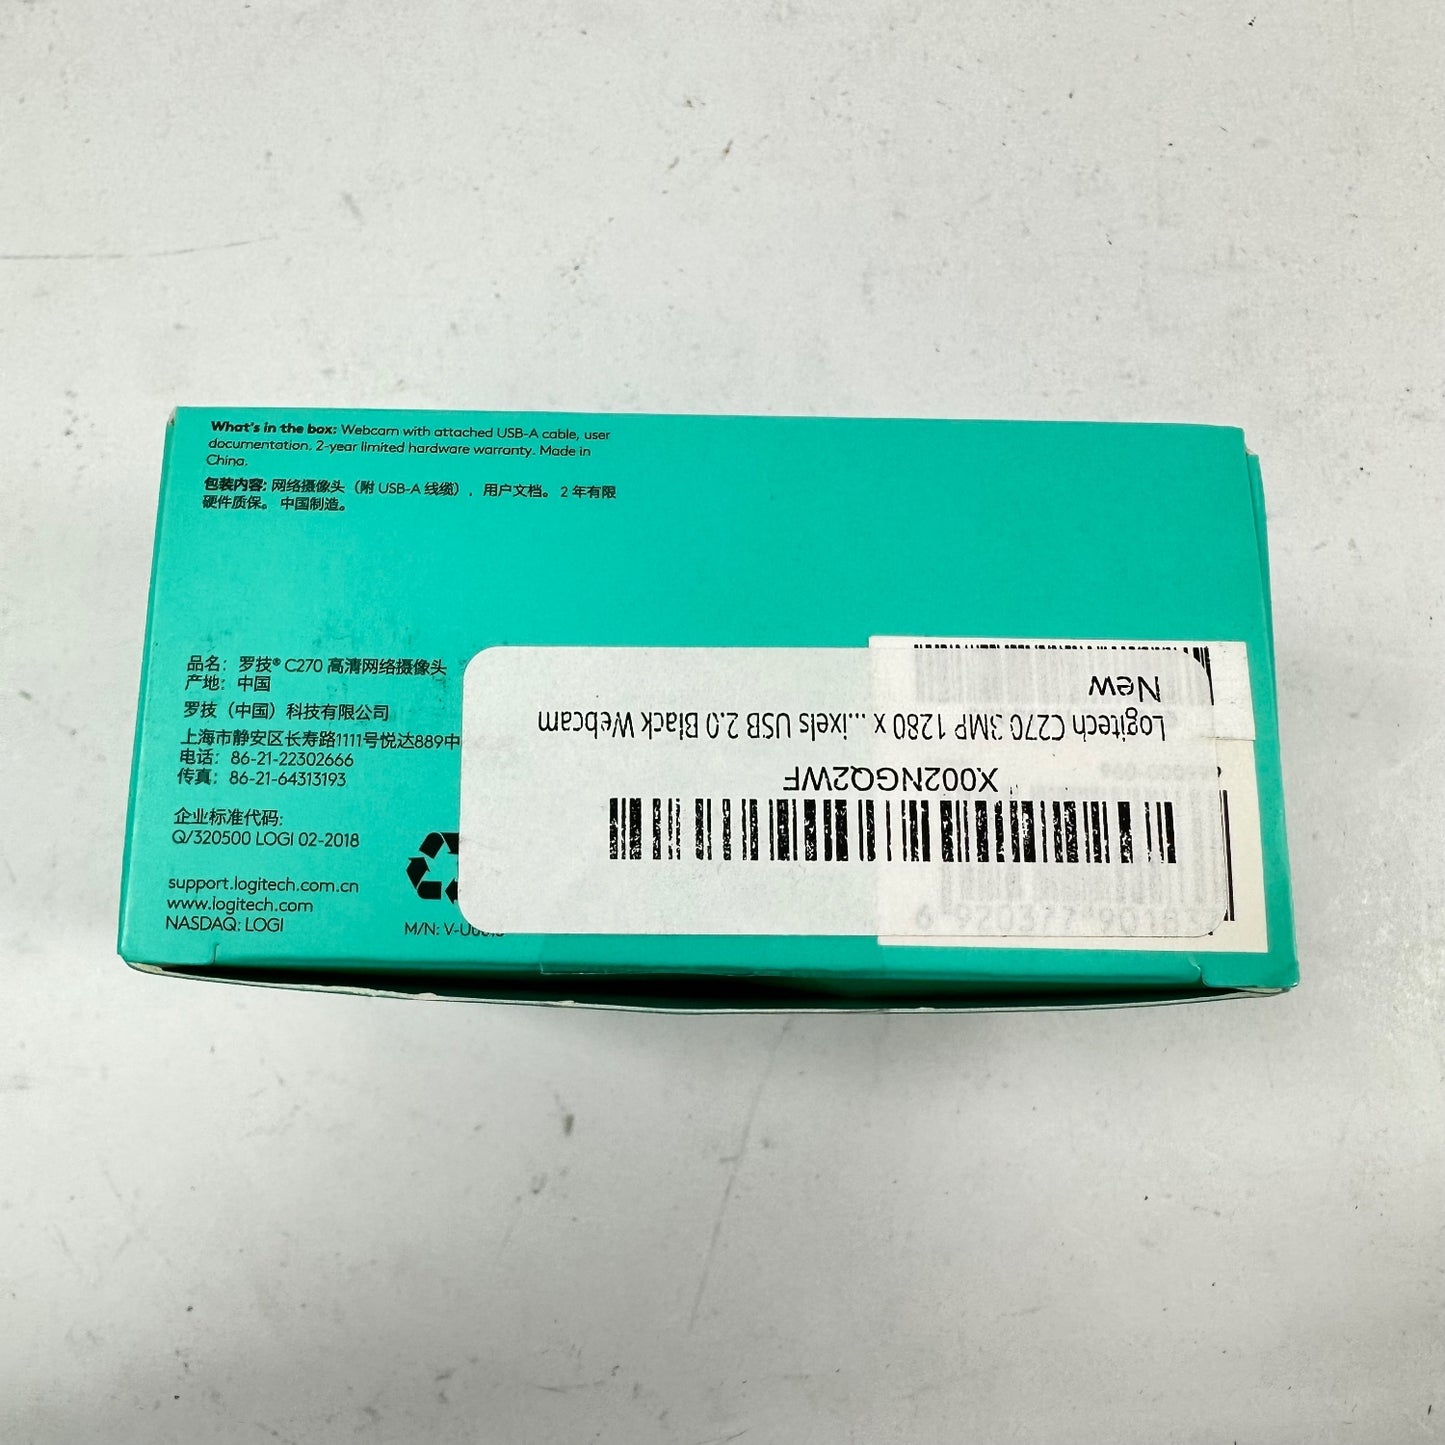 What's in the box: Webcam with attached USB-A cable, user
documentation. 2-year limited hardware warranty. Made in
China.
包装内容: 网络摄像头（附 USB-A 线缆），用户文档。 2 年有限
硬件质保。 中国制造。
品名： 罗技® C270 高清网络摄像头
产地： 中国
罗技（中国）科技有限公司
上海市静安区长寿路1111号悦达889中
电话： 86-21-22302666
传真： 86-21-64313193
企业标准代码:
Q/320500 LOGI 02-2018
support.logitech.com.cn
www.logitech.com
NASDAQ: LOGI
M/N:
X002NGQ2WF
Logitech C270 3MP 1280 x ...ixels USB 2.0 Black Webcam
New